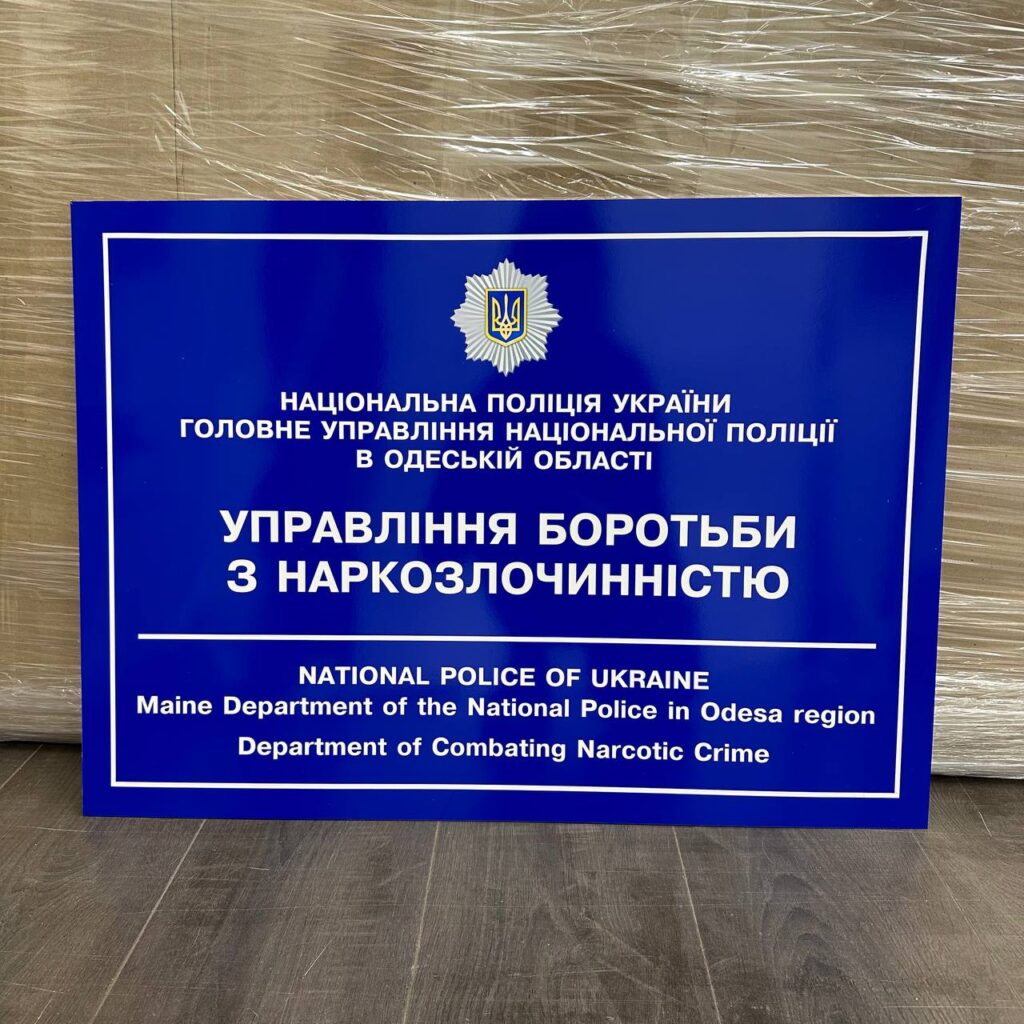 НАЦІОНАЛЬНА ПОЛІЦІЯ УКРАЇНИ
ГОЛОВНЕ УПРАВЛІННЯ НАЦІОНАЛЬНОЇ ПОЛІЦІЇ
В ОДЕСЬКІЙ ОБЛАСТІ
УПРАВЛІННЯ БОРОТЬБИ
З НАРКОЗЛОЧИННІСТЮ
NATIONAL POLICE OF UKRAINE
Maine Department of the National Police in Odesa region
Department of Combating Narcotic Crime